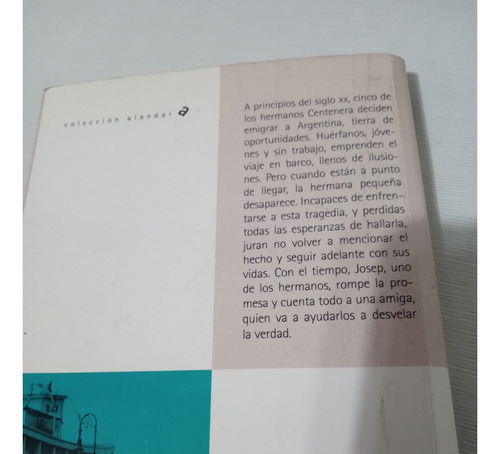 colección alandar a
A principios del siglo XX, cinco de
los hermanos Centenera deciden
emigrar a Argentina, tierra de
oportunidades. Huérfanos, jóve-
nes y sin trabajo, emprenden el
viaje en barco, llenos de ilusio-
nes. Pero cuando están a punto
de llegar, la hermana pequeña
desaparece. Incapaces de enfren-
tarse a esta tragedia, y perdidas
todas las esperanzas de hallarla,
juran no volver a mencionar el
hecho y seguir adelante con sus
vidas. Con el tiempo, Josep, uno
de los hermanos, rompe la pro-
mesa y cuenta todo a una amiga,
quien va a ayudarlos a desvelar
la verdad.